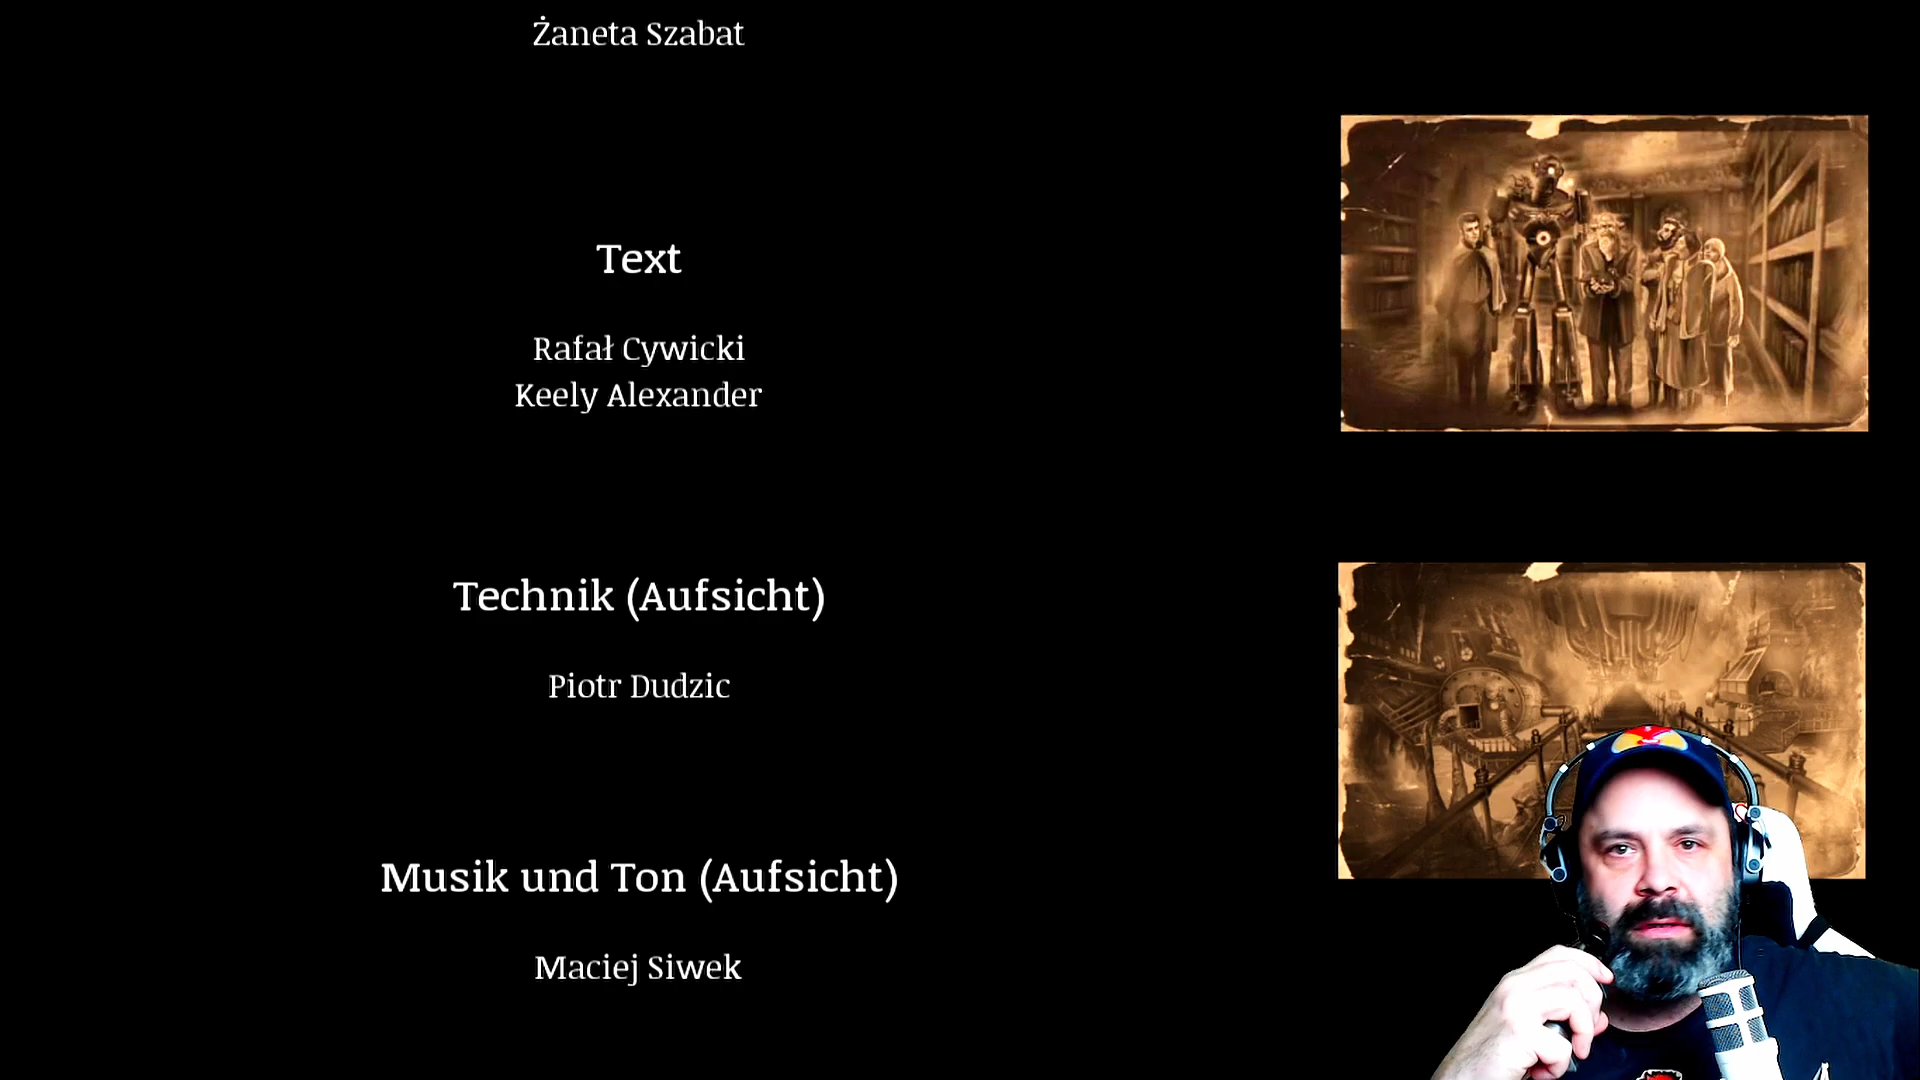 Żaneta Szabat
Text
Rafał Cywicki
Keely Alexander
Technik (Aufsicht)
Piotr Dudzic
Musik und Ton (Aufsicht)
Maciej Siwek